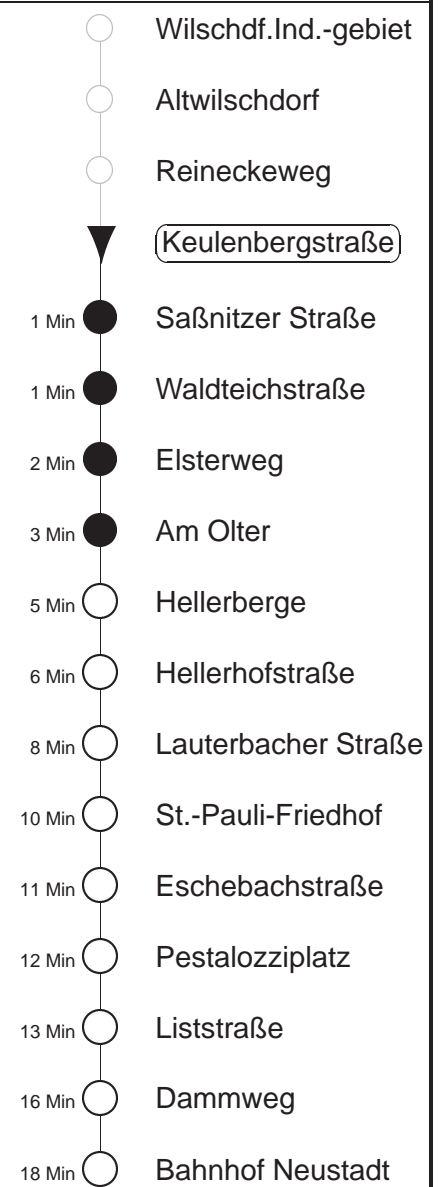 Wilschdf.Ind.-gebiet
Altwilschdorf
Reineckeweg
Keulenbergstraße
1 Min Saßnitzer Straße
1 Min Waldteichstraße
2 Min Elsterweg
3 Min Am Olter
5 Min Hellerberge
6 Min Hellerhofstraße
8 Min Lauterbacher Straße
10 Min St.-Pauli-Friedhof
11 Min Eschebachstraße
12 Min Pestalozziplatz
13 Min Liststraße
16 Min Dammweg
18 Min Bahnhof Neustadt